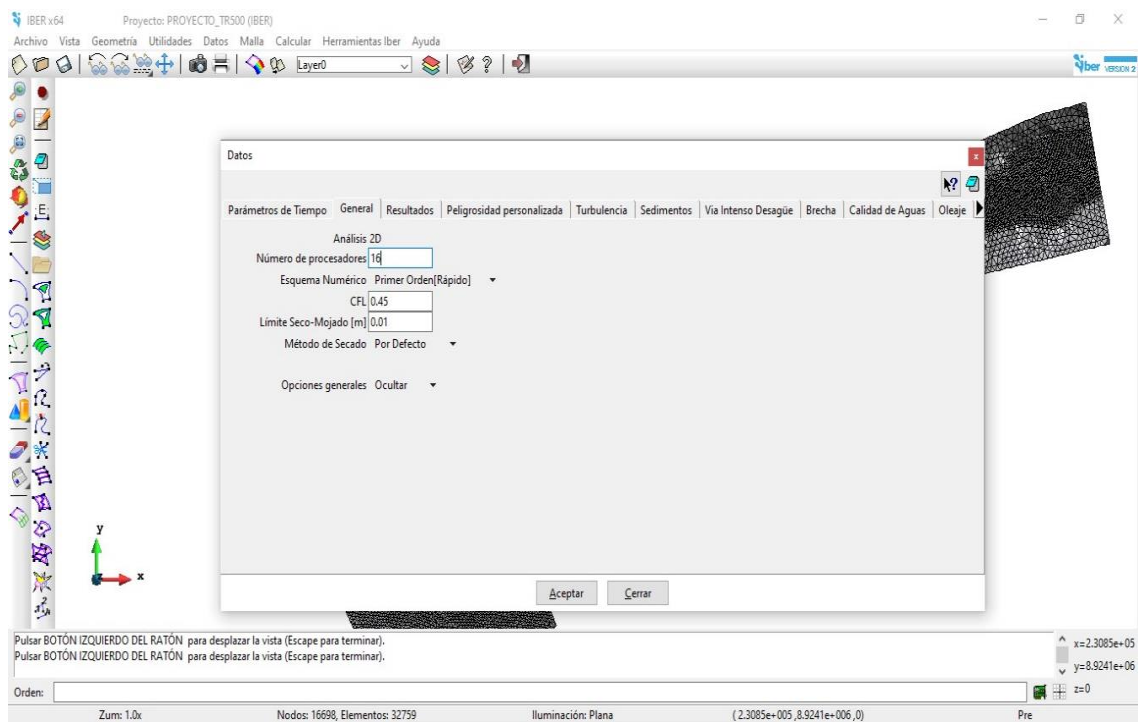 IBER x64 Proyecto: PROYECTO_TR500 (IBER)
Archivo Vista Geometría Utilidades Datos Malla Calcular Herramientas Iber Ayuda
Layer0
iber VERSION 2
Datos
Parámetros de Tiempo General Resultados Peligrosidad personalizada Turbulencia Sedimentos Via Intenso Desagüe Brecha Calidad de Aguas Oleaje
Análisis 2D
Número de procesadores 16
Esquema Numérico Primer Orden[Rápido]
CFL 0.45
Límite Seco-Mojado [m] 0.01
Método de Secado Por Defecto
Opciones generales Ocultar
Aceptar Cerrar
y
x
Pulsar BOTÓN IZQUIERDO DEL RATÓN para desplazar la vista (Escape para terminar).
Pulsar BOTÓN IZQUIERDO DEL RATÓN para desplazar la vista (Escape para terminar).
x=2.3085e+05
y=8.9241e+06
z=0
Orden:
Zum: 1.0x Nodos: 16698, Elementos: 32759 Iluminación: Plana (2.3085e+005 ,8.9241e+006 ,0) Pre